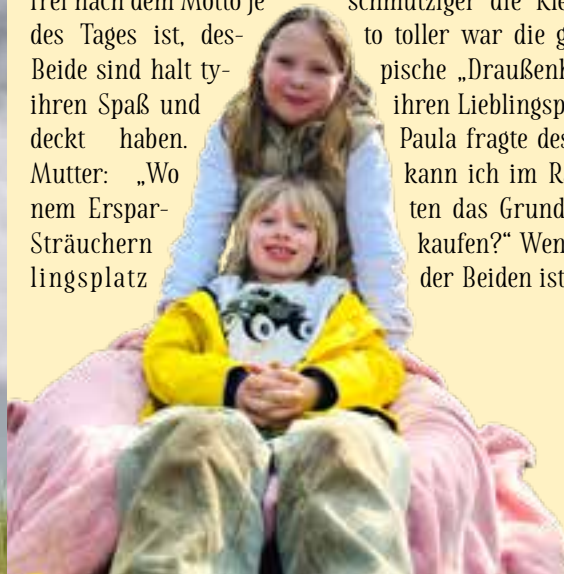 frei nach dem Motto je schmutziger die Kle
des Tages ist, des- to toller war die g
Beide sind halt ty- pische „Draußen
ihren Spaß und ihren Lieblingsp
deckt haben. Paula fragte des
Mutter: „Wo kann ich im R
nem Erspar- ten das Grund
Sträuchern kaufen?“ Wen
lingsplatz der Beiden ist